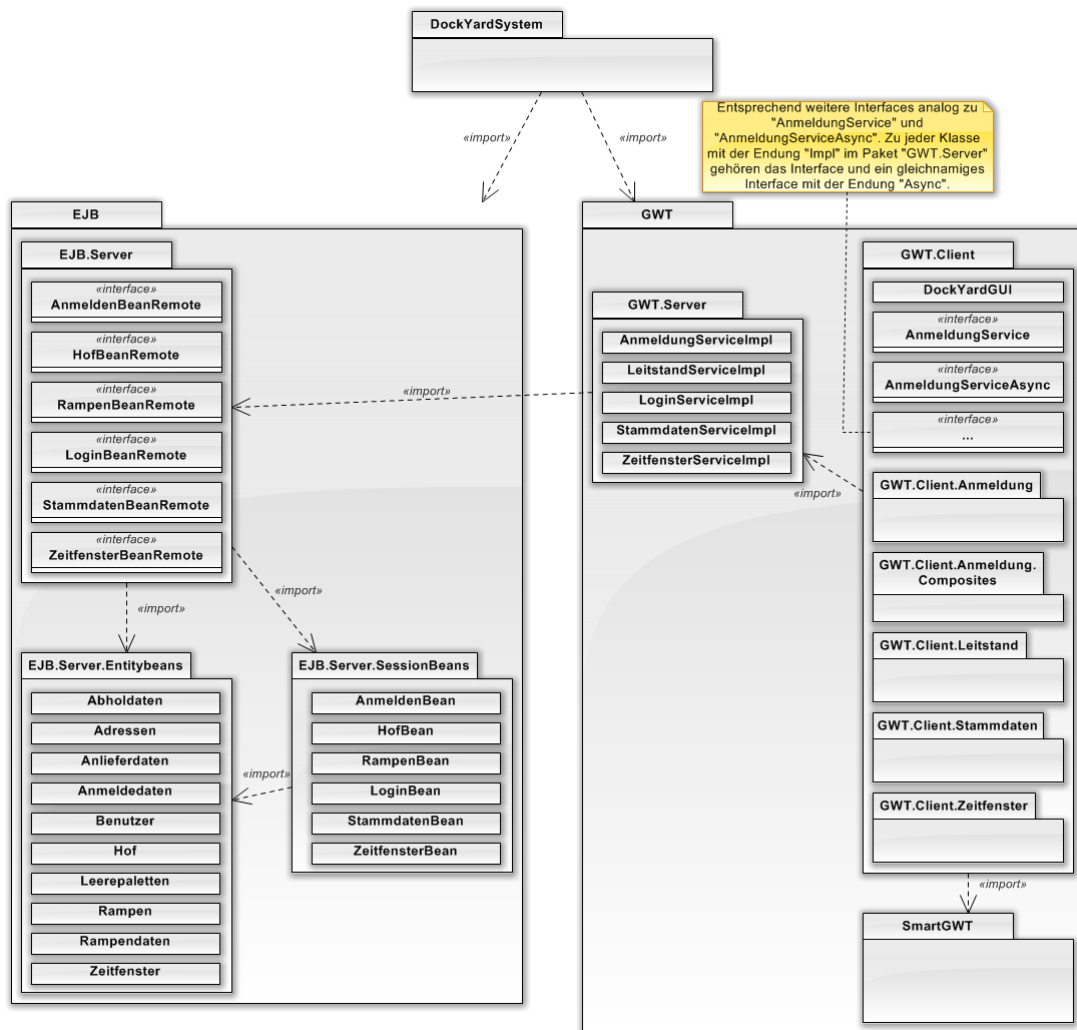 DockYardSystem
«import»
«import»
Entsprechend weitere Interfaces analog zu
"AnmeldungService" und
"AnmeldungServiceAsync". Zu jeder Klasse
mit der Endung "Impl" im Paket "GWT.Server"
gehören das Interface und ein gleichnamiges
Interface mit der Endung "Async".
EJB
EJB.Server
«interface»
AnmeldenBeanRemote
«interface»
HofBeanRemote
«interface»
RampenBeanRemote
«interface»
LoginBeanRemote
«interface»
StammdatenBeanRemote
«interface»
ZeitfensterBeanRemote
«import»
«import»
EJB.Server.Entitybeans
Abholdaten
Adressen
Anlieferdaten
Anmeldedaten
Benutzer
Hof
Leerepaletten
Rampen
Rampendaten
Zeitfenster
«import»
EJB.Server.SessionBeans
AnmeldenBean
HofBean
RampenBean
LoginBean
StammdatenBean
ZeitfensterBean
«import»
GWT
GWT.Server
AnmeldungServiceImpl
LeitstandServiceImpl
LoginServiceImpl
StammdatenServiceImpl
ZeitfensterServiceImpl
«import»
GWT.Client
DockYardGUI
«interface»
AnmeldungService
«interface»
AnmeldungServiceAsync
«interface»
...
GWT.Client.Anmeldung
GWT.Client.Anmeldung.
Composites
GWT.Client.Leitstand
GWT.Client.Stammdaten
GWT.Client.Zeitfenster
«import»
SmartGWT